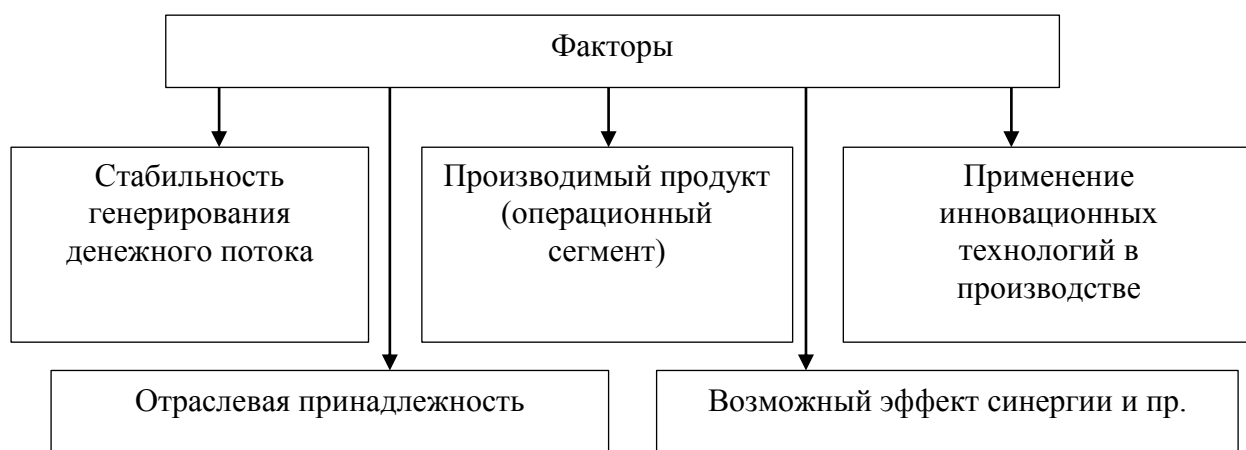 Факторы
Стабильность
генерирования
денежного потока
Производимый продукт
(операционный
сегмент)
Применение
инновационных
технологий в
производстве
Отраслевая принадлежность
Возможный эффект синергии и пр.